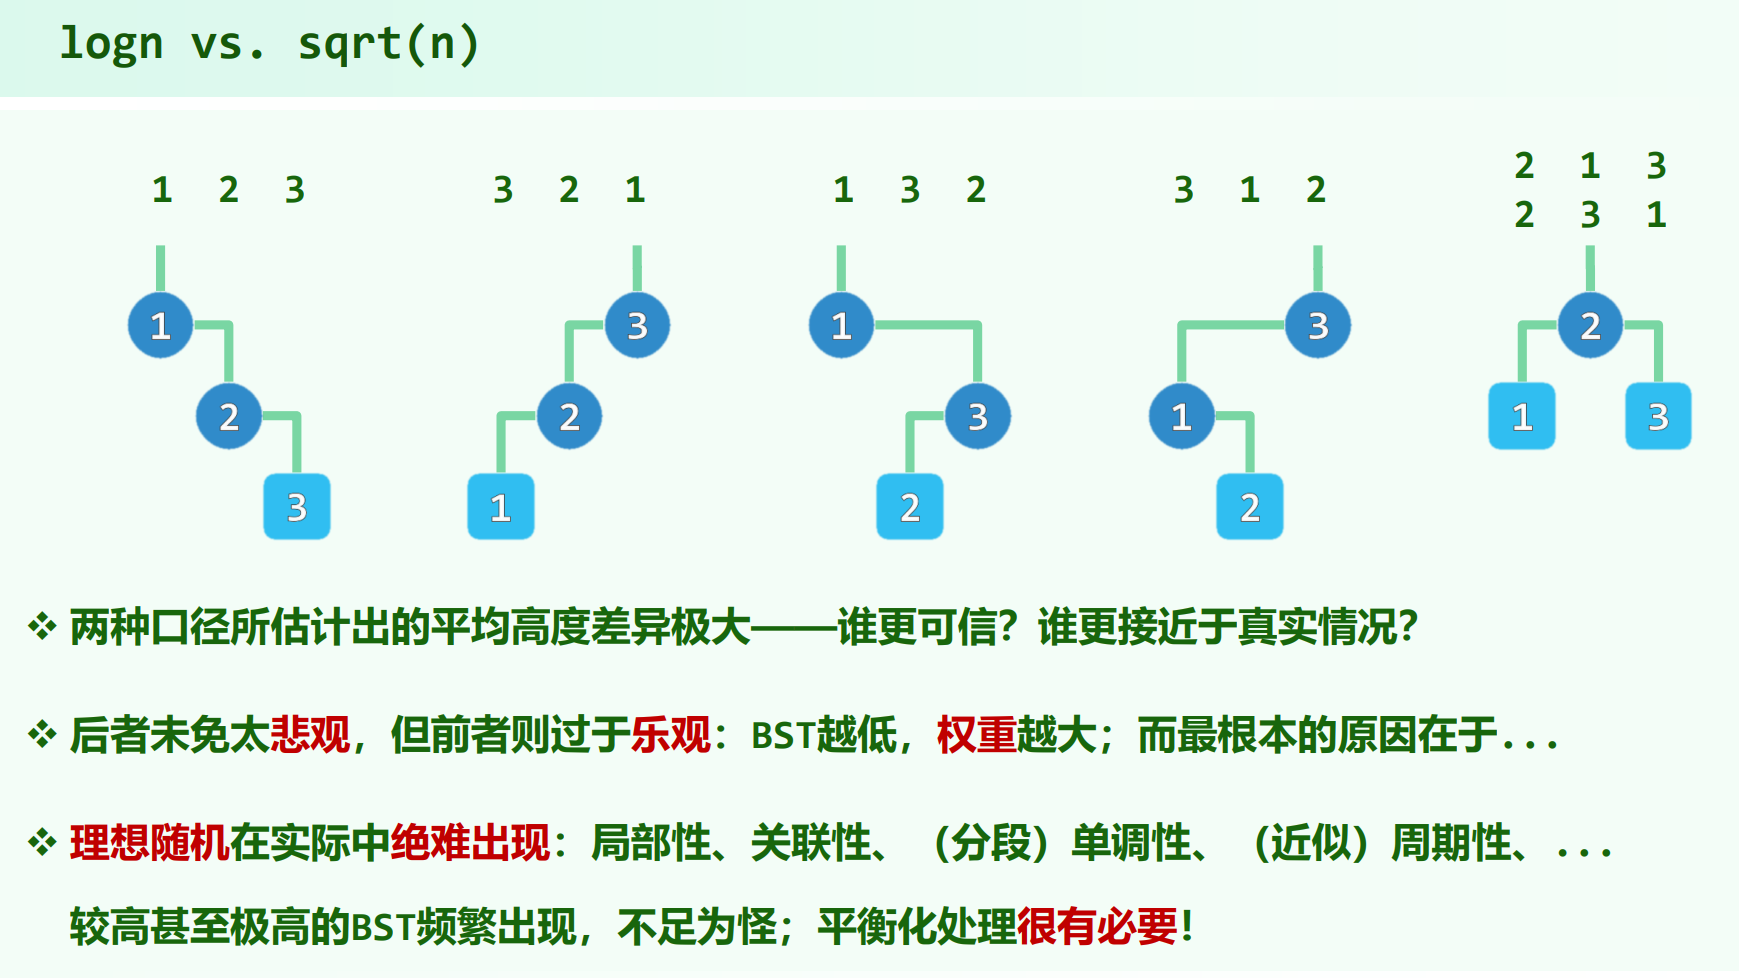 logn vs. sqrt(n)
1 2 3
3 2 1
1 3 2
3 1 2
2 1 3
2 3 1
1
2
3
3
2
1
1
3
2
3
1
2
2
1
3
❖ 两种口径所估计出的平均高度差异极大——谁更可信？谁更接近于真实情况？
❖ 后者未免太悲观，但前者则过于乐观：BST越低，权重越大；而最根本的原因在于...
❖ 理想随机在实际中绝难出现：局部性、关联性、（分段）单调性、（近似）周期性、...
较高甚至极高的BST频繁出现，不足为怪；平衡化处理很有必要！